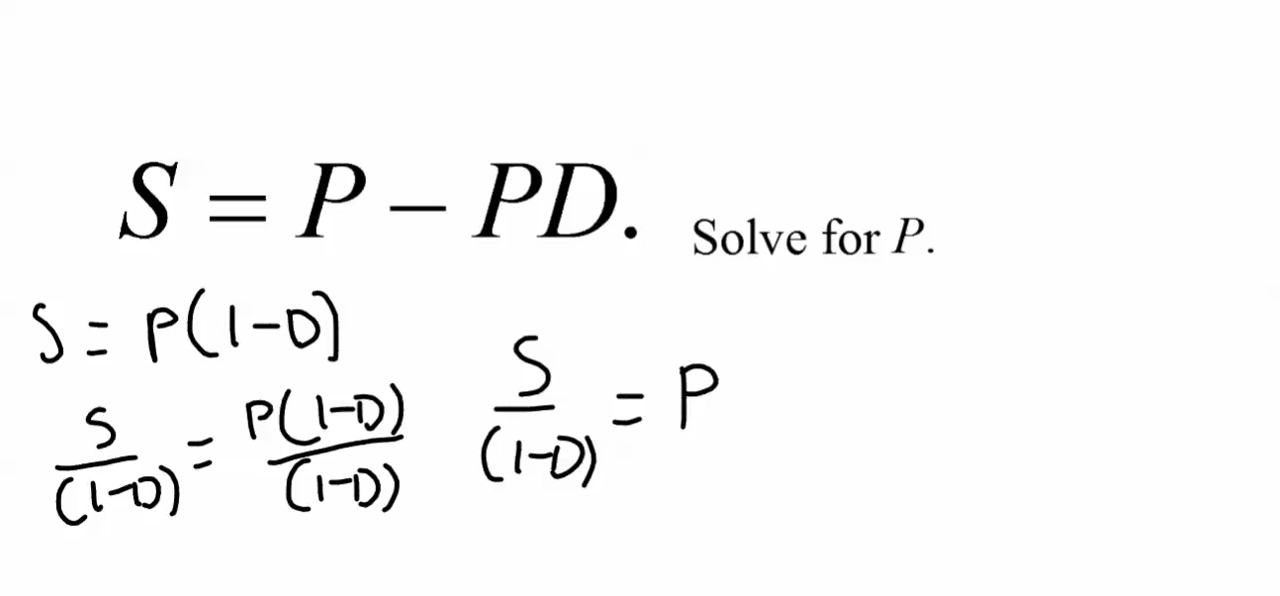 S = P − PD. Solve for P.
S = P(1−D)
S/(1−D) = P(1−D)/(1−D)
S/(1−D) = P